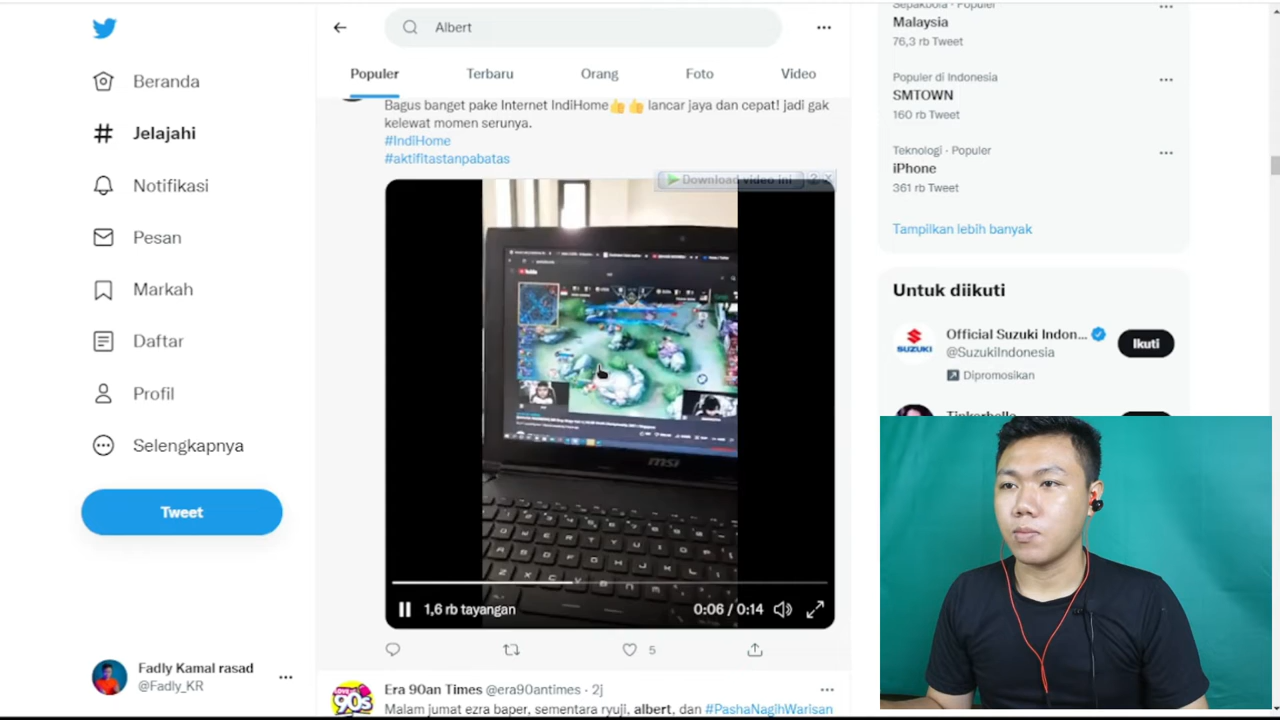 Albert
Beranda
Jelajahi
Notifikasi
Pesan
Markah
Daftar
Profil
Selengkapnya
Tweet
Fadly Kamal rasad
@Fadly_KR
Populer
Terbaru
Orang
Foto
Video
Bagus banget pake Internet IndiHome👍👍 lancar jaya dan cepat! jadi gak
kelewat momen serunya.
#IndiHome
#aktifitastanpabatas
Download video ini ? x
msi
1,6 rb tayangan
0:06 / 0:14
5
Era 90an Times @era90antimes · 2j
Malam jumat ezra baper, sementara ryuji, albert, dan #PashaNagihWarisan
Sepakbola · Populer
Malaysia
76,3 rb Tweet
Populer di Indonesia
SMTOWN
160 rb Tweet
Teknologi · Populer
iPhone
361 rb Tweet
Tampilkan lebih banyak
Untuk diikuti
SUZUKI
Official Suzuki Indon...
@SuzukiIndonesia
Dipromosikan
Ikuti